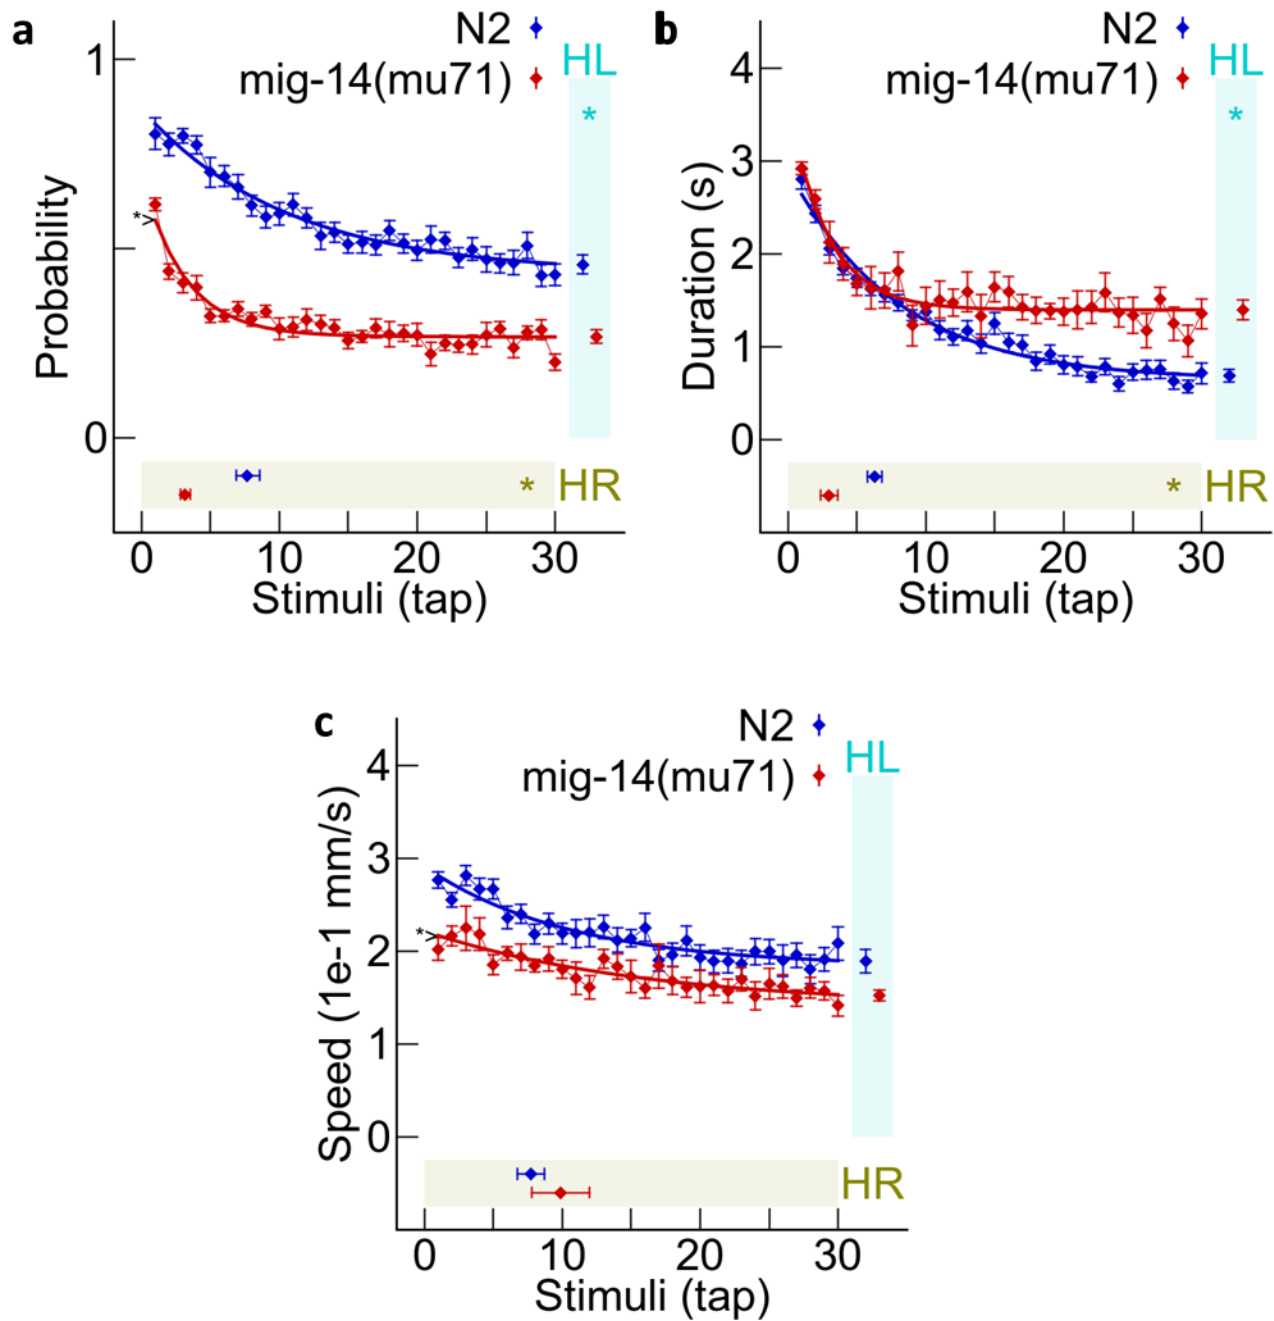 a
N2
mig-14(mu71)
HL
*
1
Probability
*>
0
*
HR
0
10
20
30
Stimuli (tap)
b
N2
mig-14(mu71)
HL
*
4
3
2
1
0
Duration (s)
*
HR
0
10
20
30
Stimuli (tap)
c
N2
mig-14(mu71)
HL
4
3
2
1
0
Speed (1e-1 mm/s)
*>
HR
0
10
20
30
Stimuli (tap)